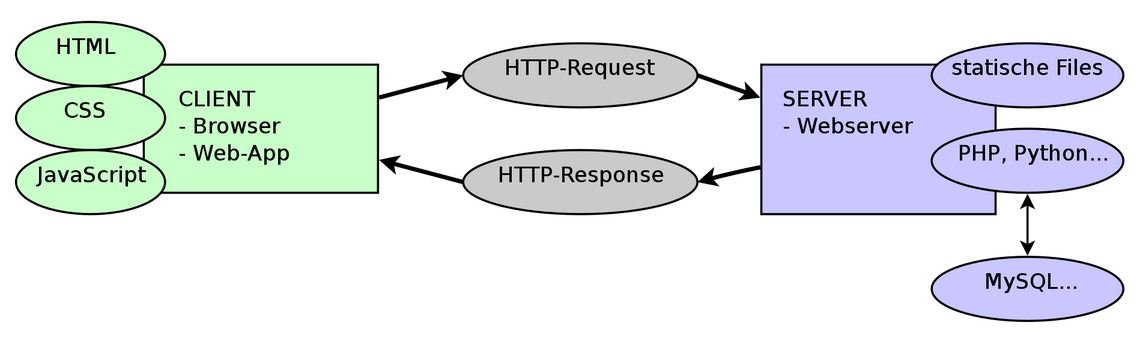 HTML
CSS
JavaScript
CLIENT
- Browser
- Web-App
HTTP-Request
HTTP-Response
SERVER
- Webserver
statische Files
PHP, Python...
MySQL...